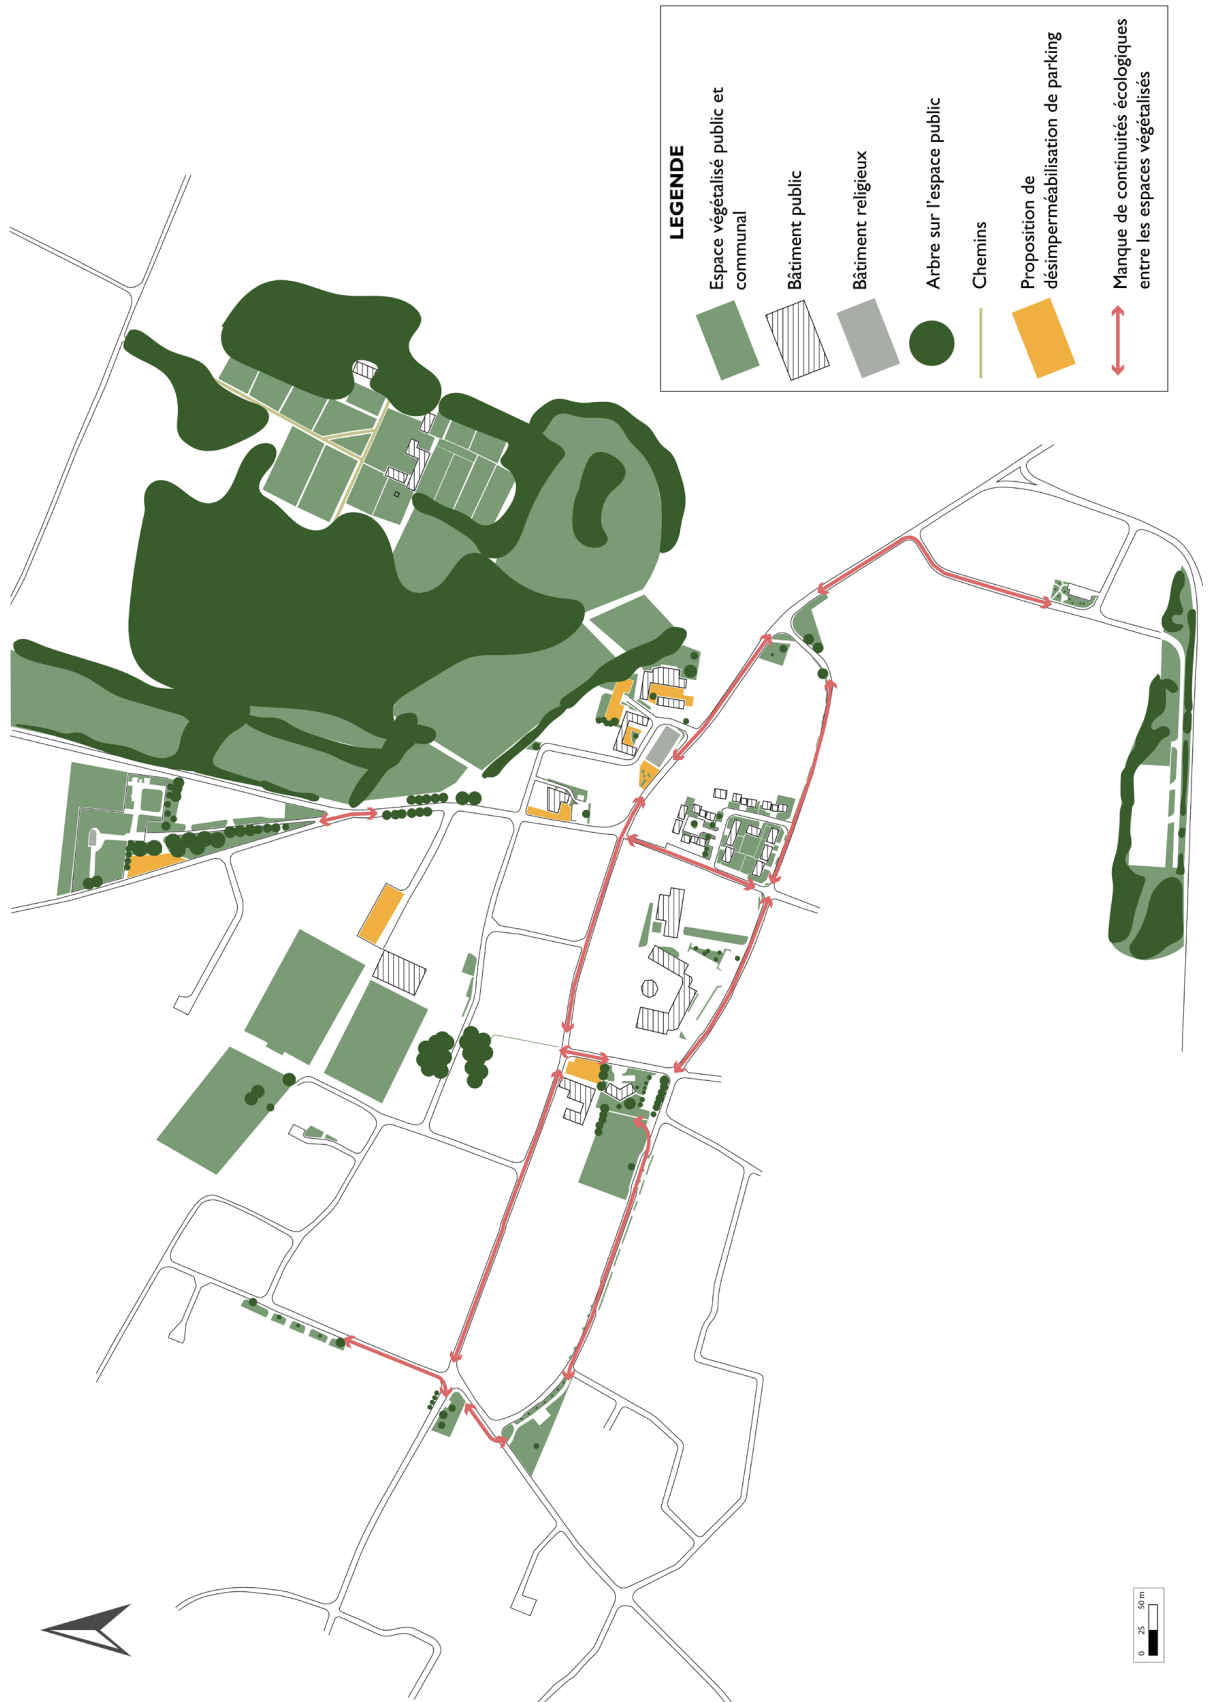 LEGENDE
Espace végétalisé public et
communal
Bâtiment public
Bâtiment religieux
Arbre sur l'espace public
Chemins
Proposition de
désimperméabilisation de parking
Manque de continuités écologiques
entre les espaces végétalisés
0 25 50 m